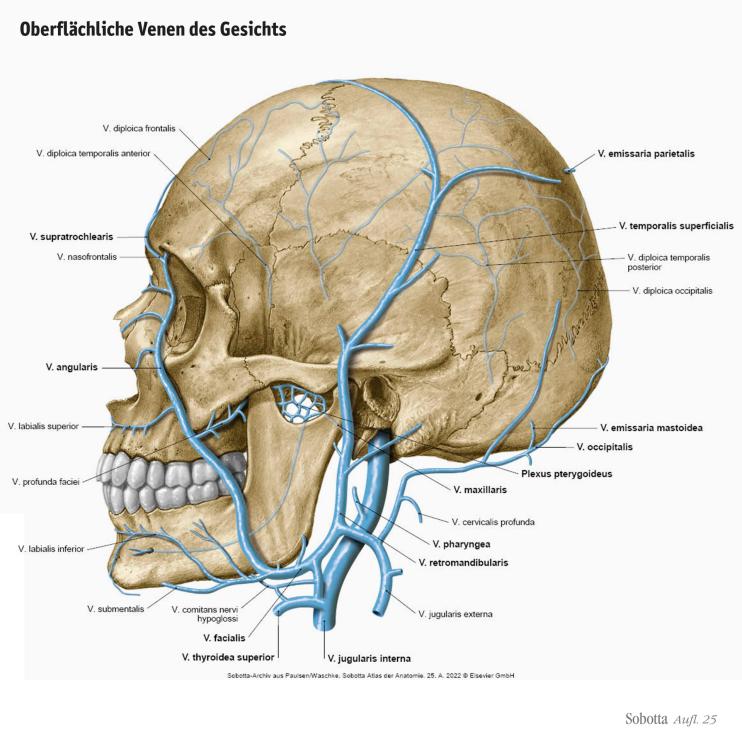 Oberflächliche Venen des Gesichts
V. diploica frontalis
V. diploica temporalis anterior
V. supratrochlearis
V. nasofrontalis
V. angularis
V. labialis superior
V. profunda faciei
V. labialis inferior
V. submentalis
V. comitans nervi
hypoglossi
V. facialis
V. thyroidea superior
V. emissaria parietalis
V. temporalis superficialis
V. diploica temporalis
posterior
V. diploica occipitalis
V. emissaria mastoidea
V. occipitalis
Plexus pterygoideus
V. maxillaris
V. cervicalis profunda
V. pharyngea
V. retromandibularis
V. jugularis externa
V. jugularis interna
Sobotta-Archiv aus Paulsen/Waschke, Sobotta Atlas der Anatomie. 25. A. 2022 © Elsevier GmbH
Sobotta Aufl. 25